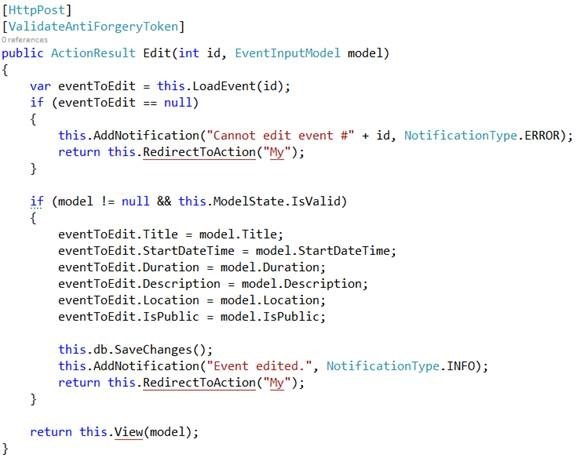 [HttpPost]
[ValidateAntiForgeryToken]
0 references
public ActionResult Edit(int id, EventInputModel model)
{
    var eventToEdit = this.LoadEvent(id);
    if (eventToEdit == null)
    {
        this.AddNotification("Cannot edit event #" + id, NotificationType.ERROR);
        return this.RedirectToAction("My");
    }

    if (model != null && this.ModelState.IsValid)
    {
        eventToEdit.Title = model.Title;
        eventToEdit.StartDateTime = model.StartDateTime;
        eventToEdit.Duration = model.Duration;
        eventToEdit.Description = model.Description;
        eventToEdit.Location = model.Location;
        eventToEdit.IsPublic = model.IsPublic;

        this.db.SaveChanges();
        this.AddNotification("Event edited.", NotificationType.INFO);
        return this.RedirectToAction("My");
    }

    return this.View(model);
}